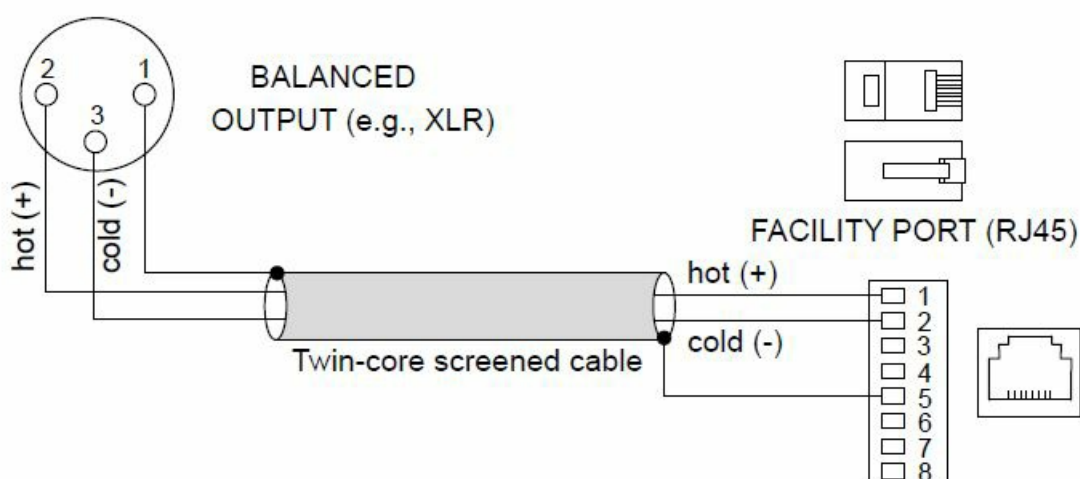 2
1
3
BALANCED
OUTPUT (e.g., XLR)
hot (+)
cold (-)
FACILITY PORT (RJ45)
hot (+)
cold (-)
Twin-core screened cable
1
2
3
4
5
6
7
8